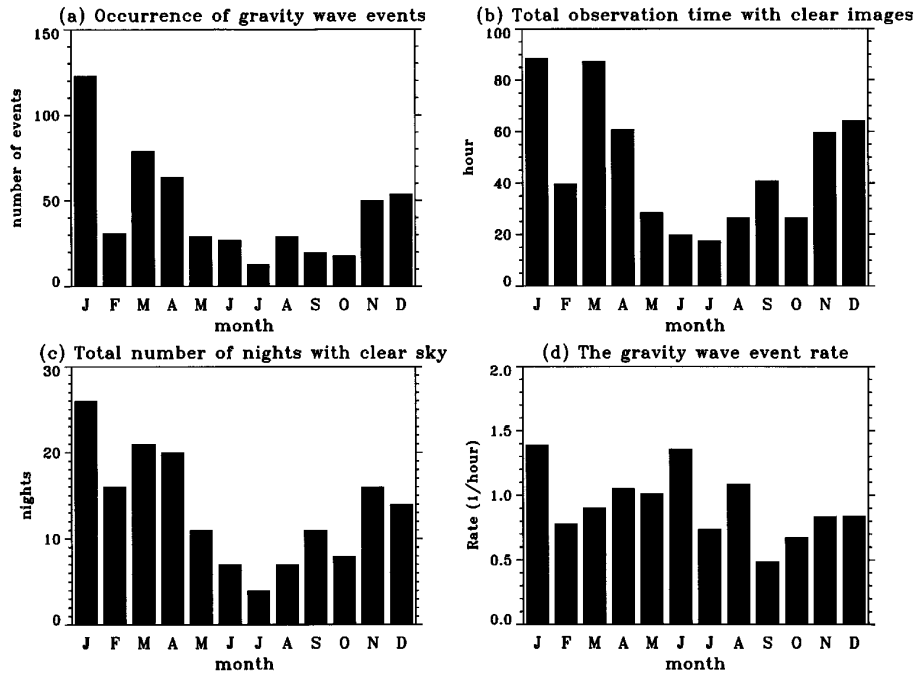 (a) Occurrence of gravity wave events
150
100
50
0
number of events
J F M A M J J A S O N D
month
(b) Total observation time with clear images
100
80
60
40
20
0
hour
J F M A M J J A S O N D
month
(c) Total number of nights with clear sky
30
20
10
0
nights
J F M A M J J A S O N D
month
(d) The gravity wave event rate
2.0
1.5
1.0
0.5
0.0
Rate (1/hour)
J F M A M J J A S O N D
month